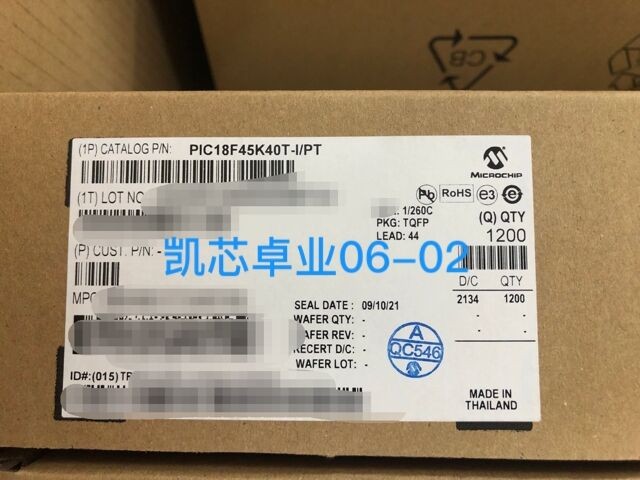 CB
(1P) CATALOG P/N: PIC18F45K40T-I/PT
MICROCHIP
(1T) LOT NO
Pb RoHS e3 e
1/260C
PKG: TQFP
LEAD: 44
(Q) QTY
1200
(P) CUST. P/N: -
凯芯卓业06-02
D/C QTY
2134 1200
- -
- -
MPC
SEAL DATE: 09/10/21
WAFER QTY: -
WAFER REV: -
RECERT D/C: -
WAFER LOT: -
A
QC546
ID#:(015)
MADE IN
THAILAND